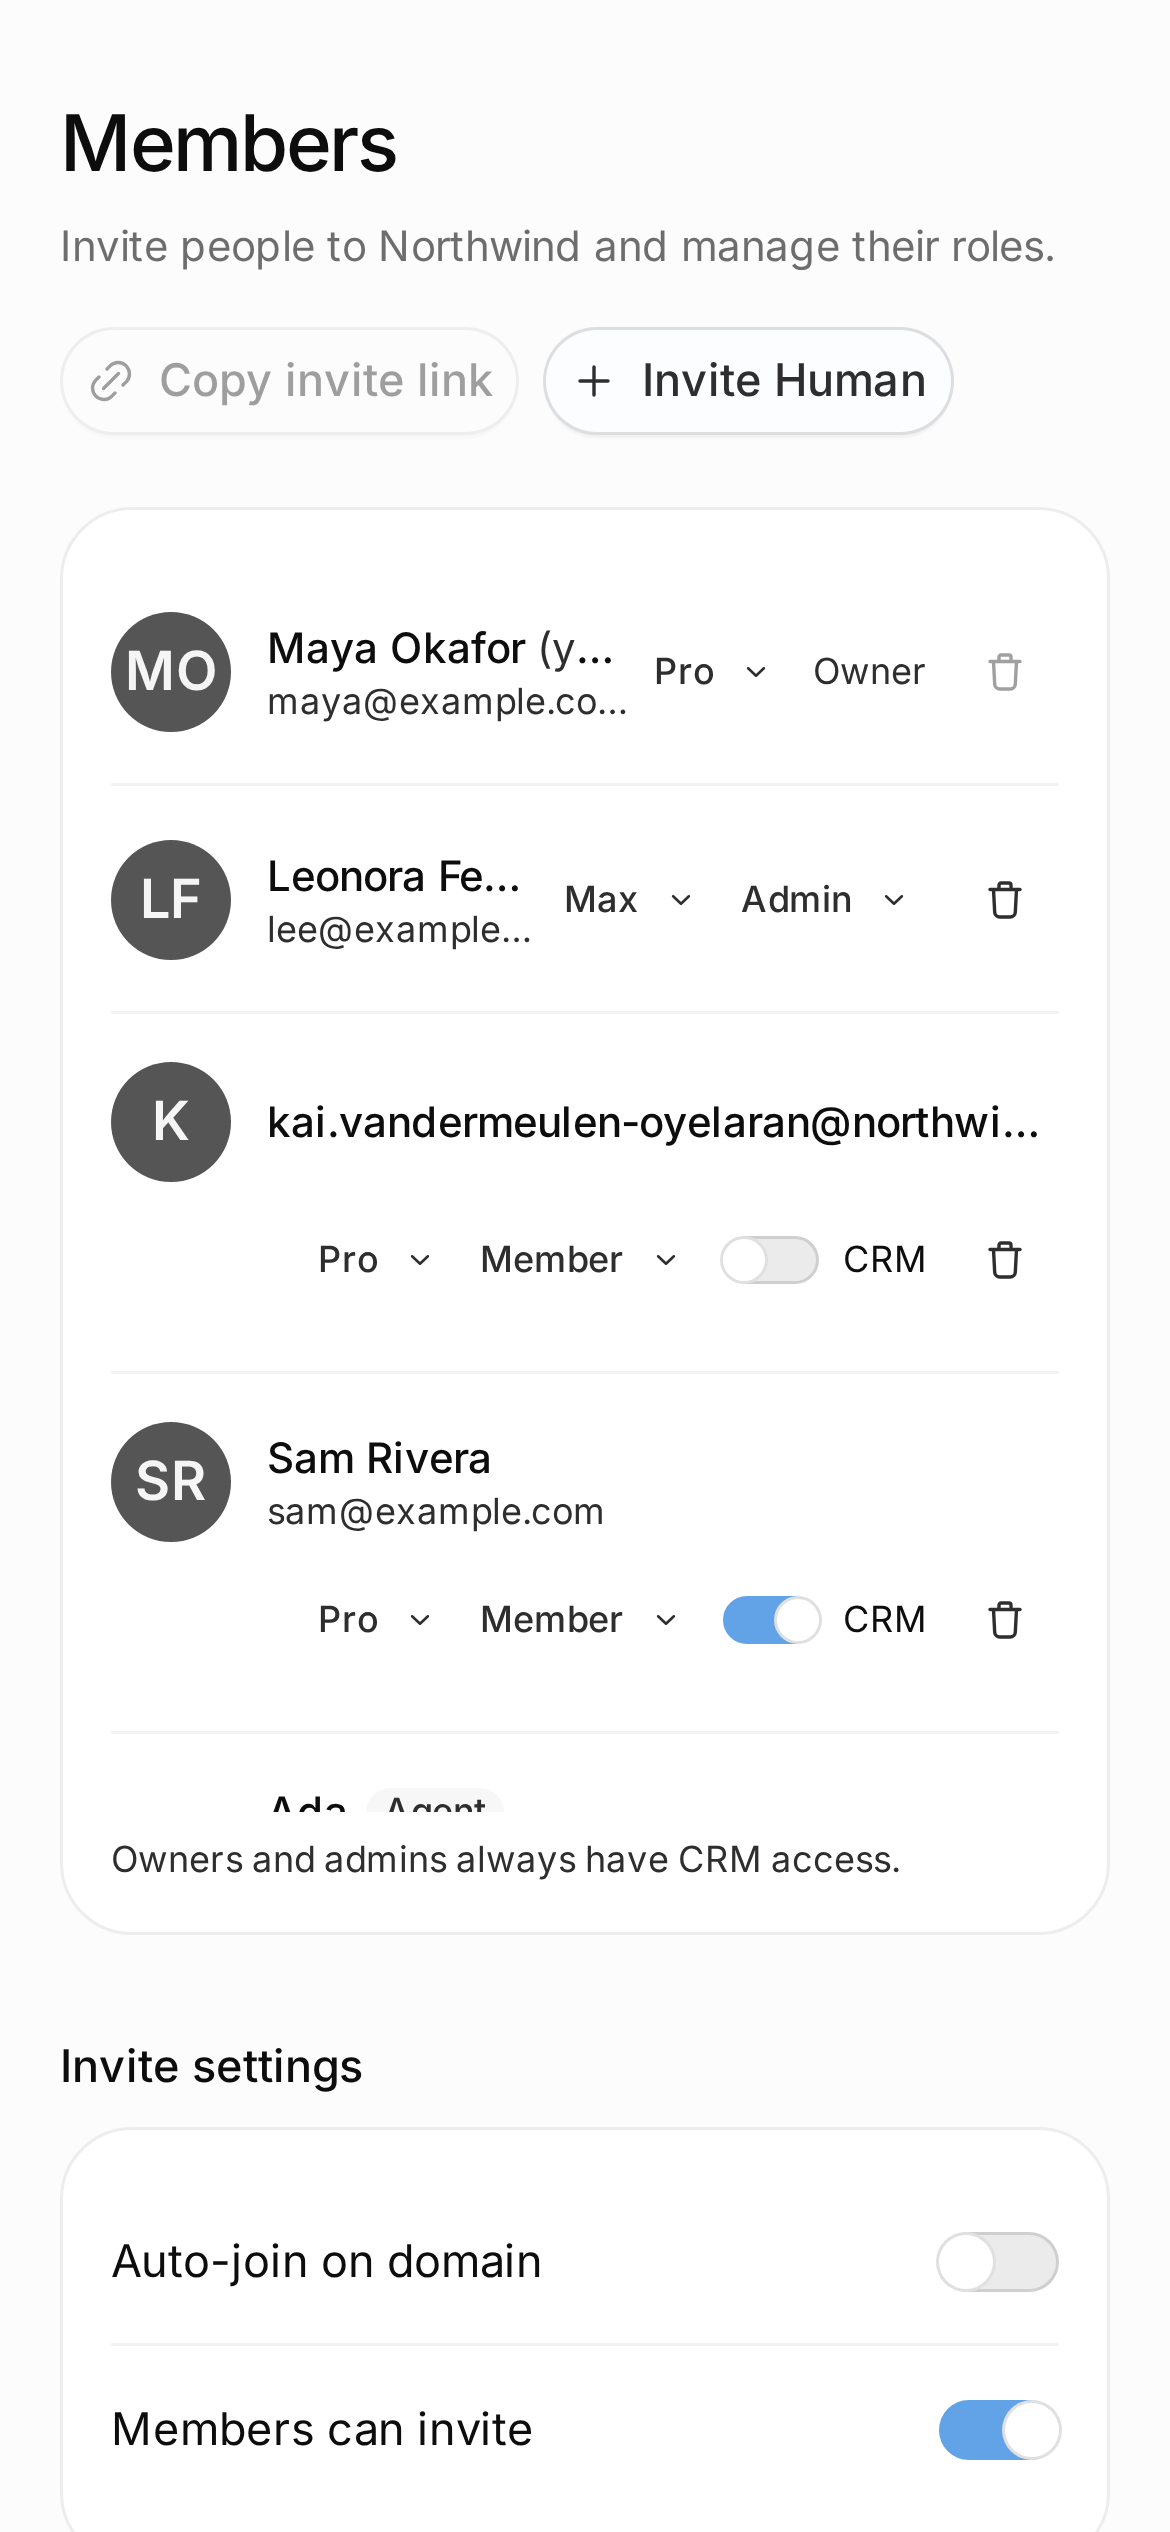 Members
Invite people to Northwind and manage their roles.
Copy invite link
Invite Human
MO
Maya Okafor (y...
maya@example.co...
Pro
Owner
LF
Leonora Fe...
lee@example...
Max
Admin
K
kai.vandermeulen-oyelaran@northwi...
Pro
Member
CRM
SR
Sam Rivera
sam@example.com
Pro
Member
CRM
Ada Agent
Owners and admins always have CRM access.
Invite settings
Auto-join on domain
Members can invite